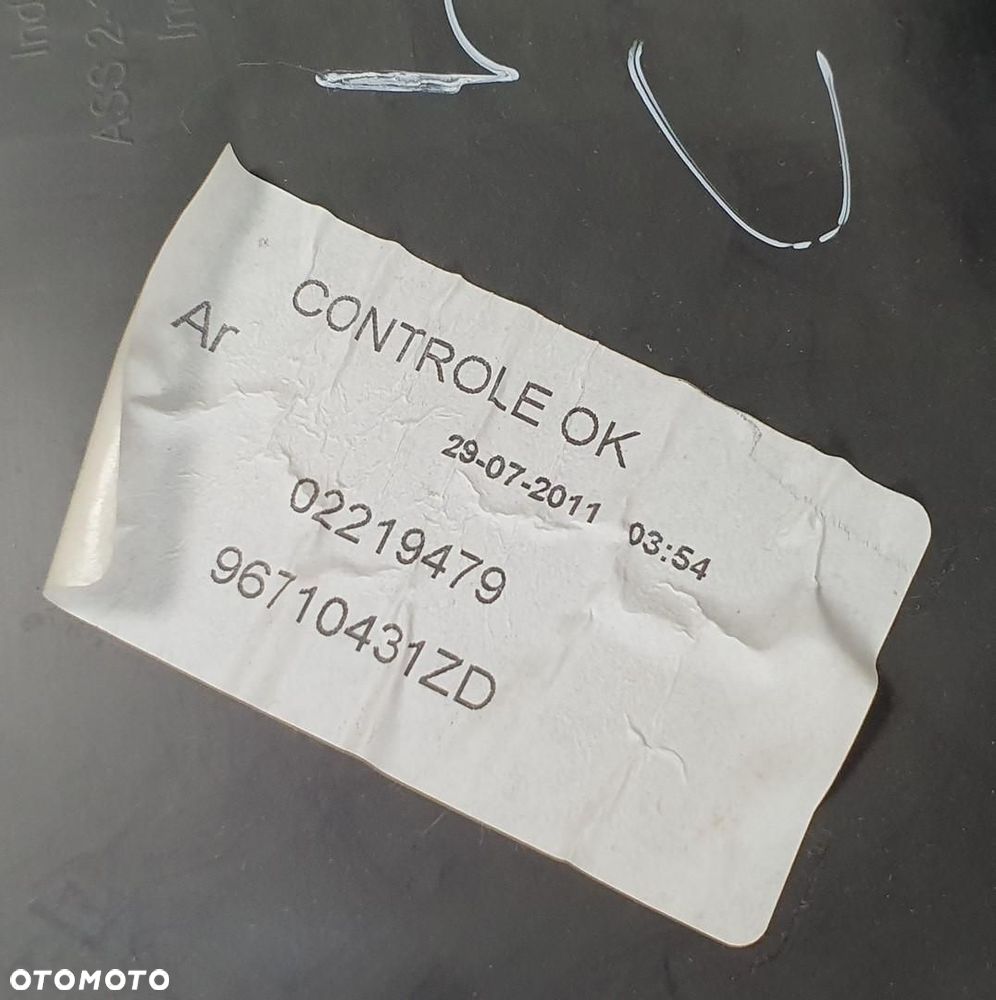 CONTROLE OK
Ar
29-07-2011 03:54
02219479
96710431ZD
OTOMOTO